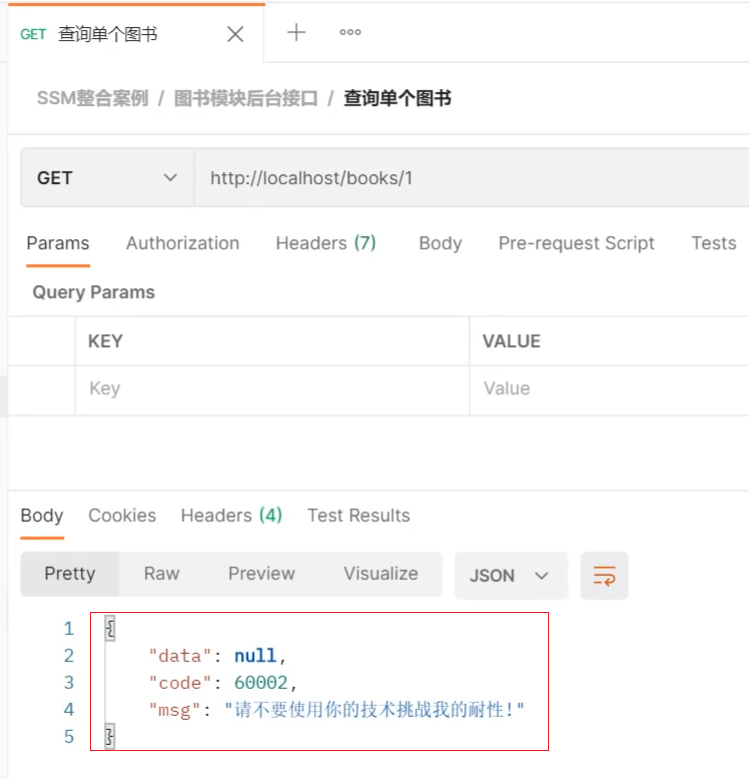 GET 查询单个图书
SSM整合案例 / 图书模块后台接口 / 查询单个图书
GET http://localhost/books/1
Params Authorization Headers (7) Body Pre-request Script Tests
Query Params
KEY VALUE
Key Value
Body Cookies Headers (4) Test Results
Pretty Raw Preview Visualize JSON
1 {
2 "data": null,
3 "code": 60002,
4 "msg": "请不要使用你的技术挑战我的耐性!"
5 }